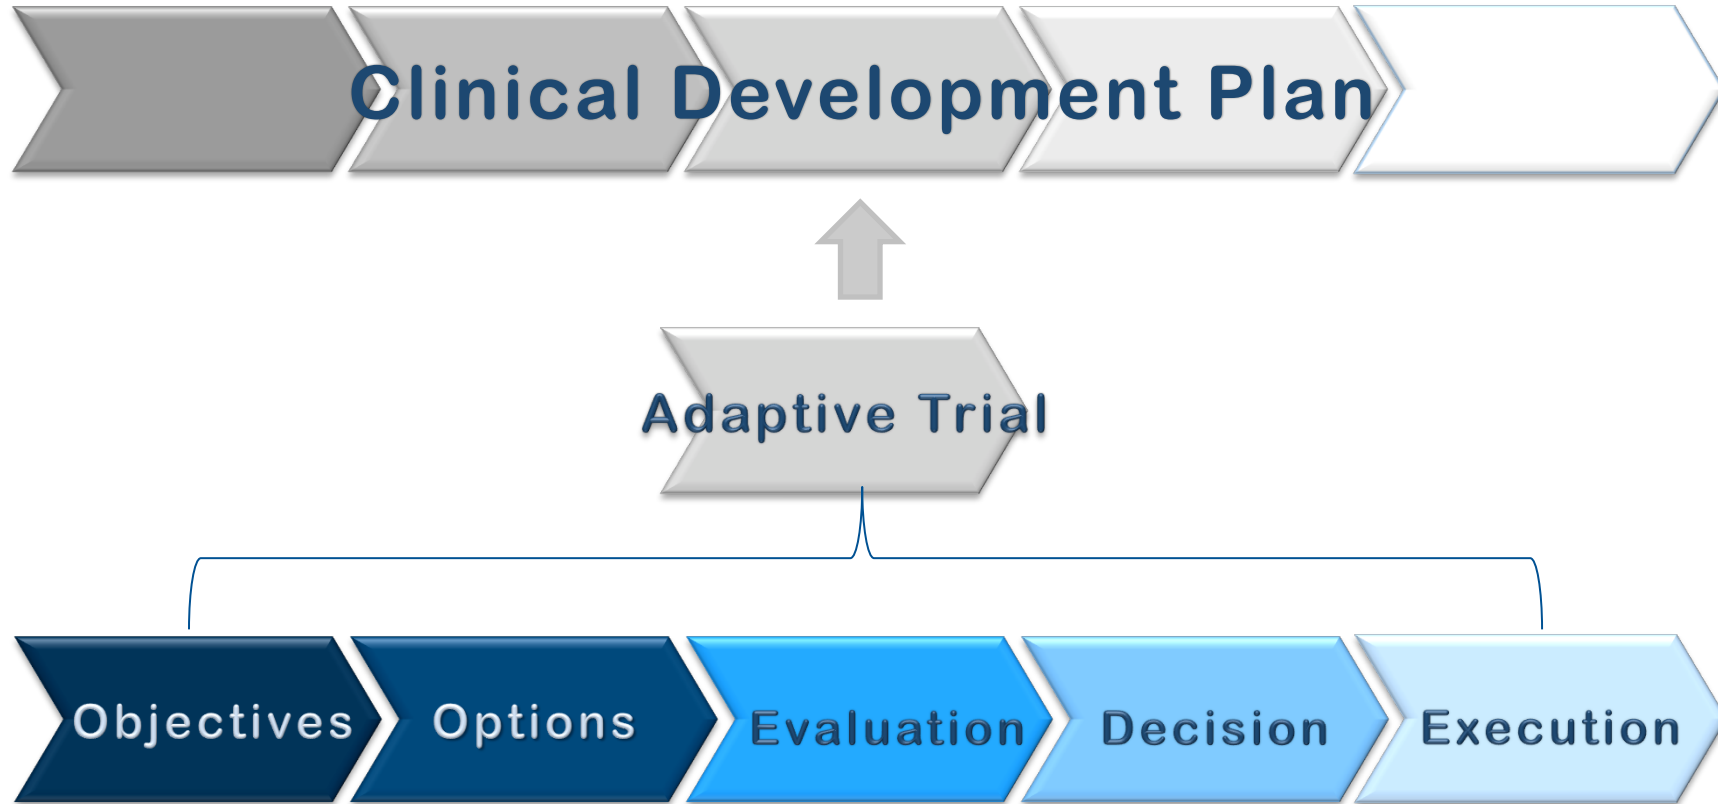 Clinical Development Plan
Adaptive Trial
Objectives
Options
Evaluation
Decision
Execution